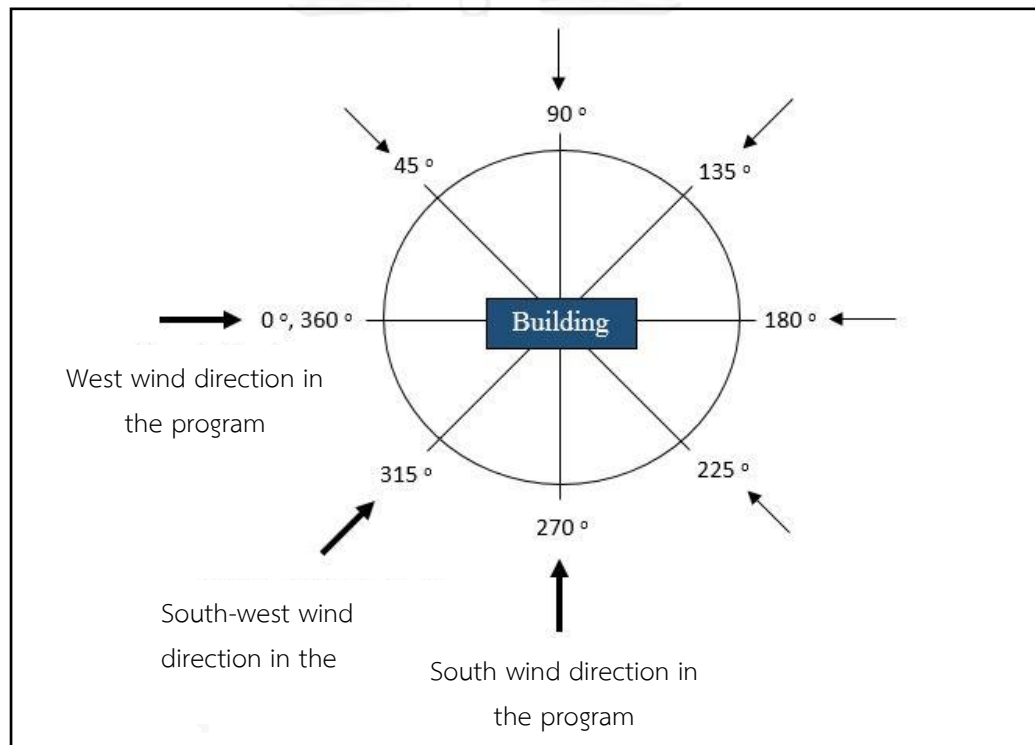 90 °
45 °
135 °
0 °, 360 °
Building
180 °
West wind direction in
the program
315 °
225 °
270 °
South-west wind
direction in the
South wind direction in
the program